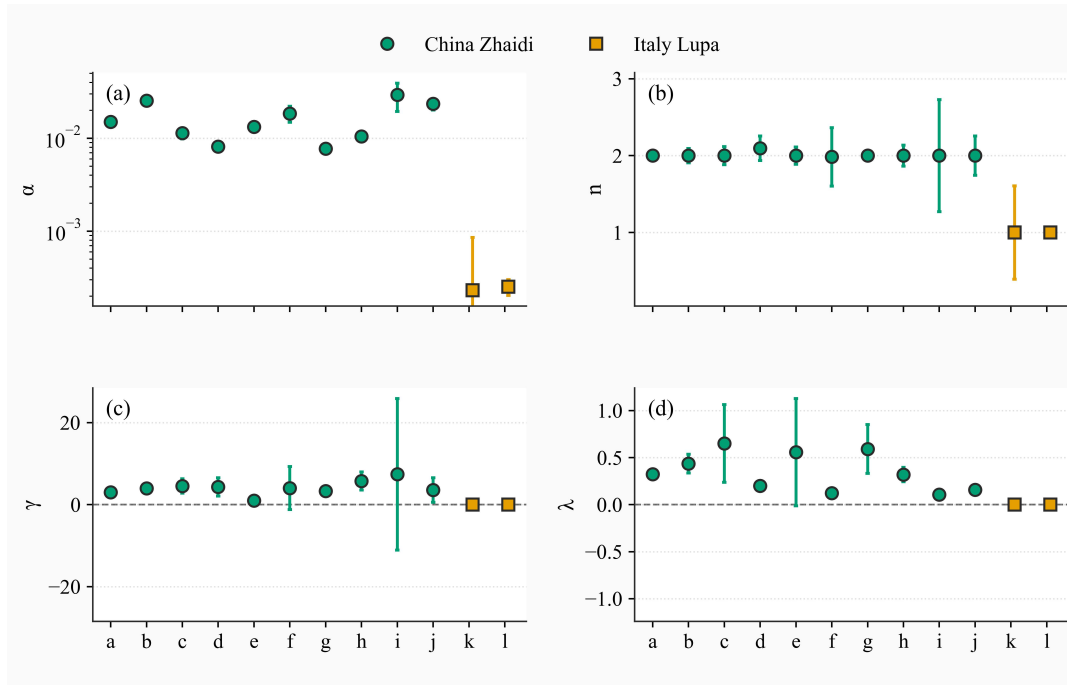 China Zhaidi Italy Lupa
(a)
α
10⁻²
10⁻³
(b)
n
3
2
1
(c)
γ
20
0
−20
a b c d e f g h i j k l
(d)
λ
1.0
0.5
0.0
−0.5
−1.0
a b c d e f g h i j k l